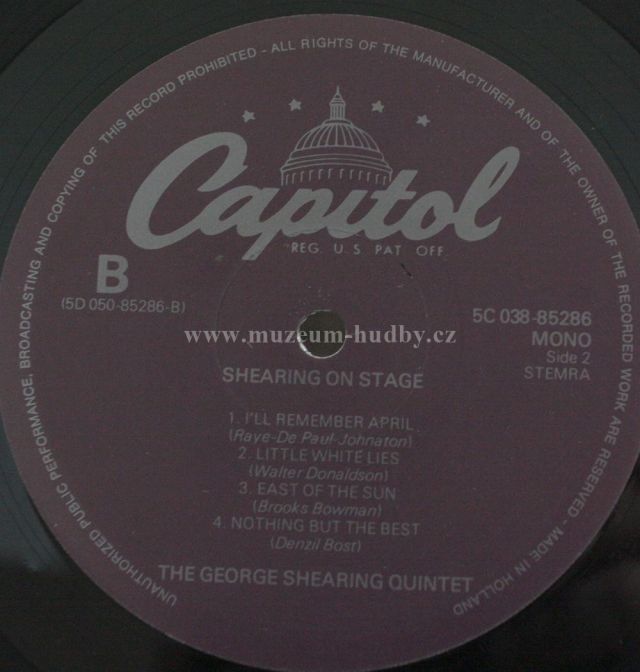 UNAUTHORIZED PUBLIC PERFORMANCE, BROADCASTING AND COPYING OF THIS RECORD PROHIBITED - ALL RIGHTS OF THE MANUFACTURER AND OF THE OWNER OF THE RECORDED WORK ARE RESERVED - MADE IN HOLLAND
Capitol
REG. U.S. PAT. OFF.
B
(5D 050-85286-B)
5C 038-85286
MONO
Side 2
STEMRA
www.muzeum-hudby.cz
SHEARING ON STAGE
1. I'LL REMEMBER APRIL
(Raye-De Paul-Johnaton)
2. LITTLE WHITE LIES
(Walter Donaldson)
3. EAST OF THE SUN
(Brooks Bowman)
4. NOTHING BUT THE BEST
(Denzil Bost)
THE GEORGE SHEARING QUINTET